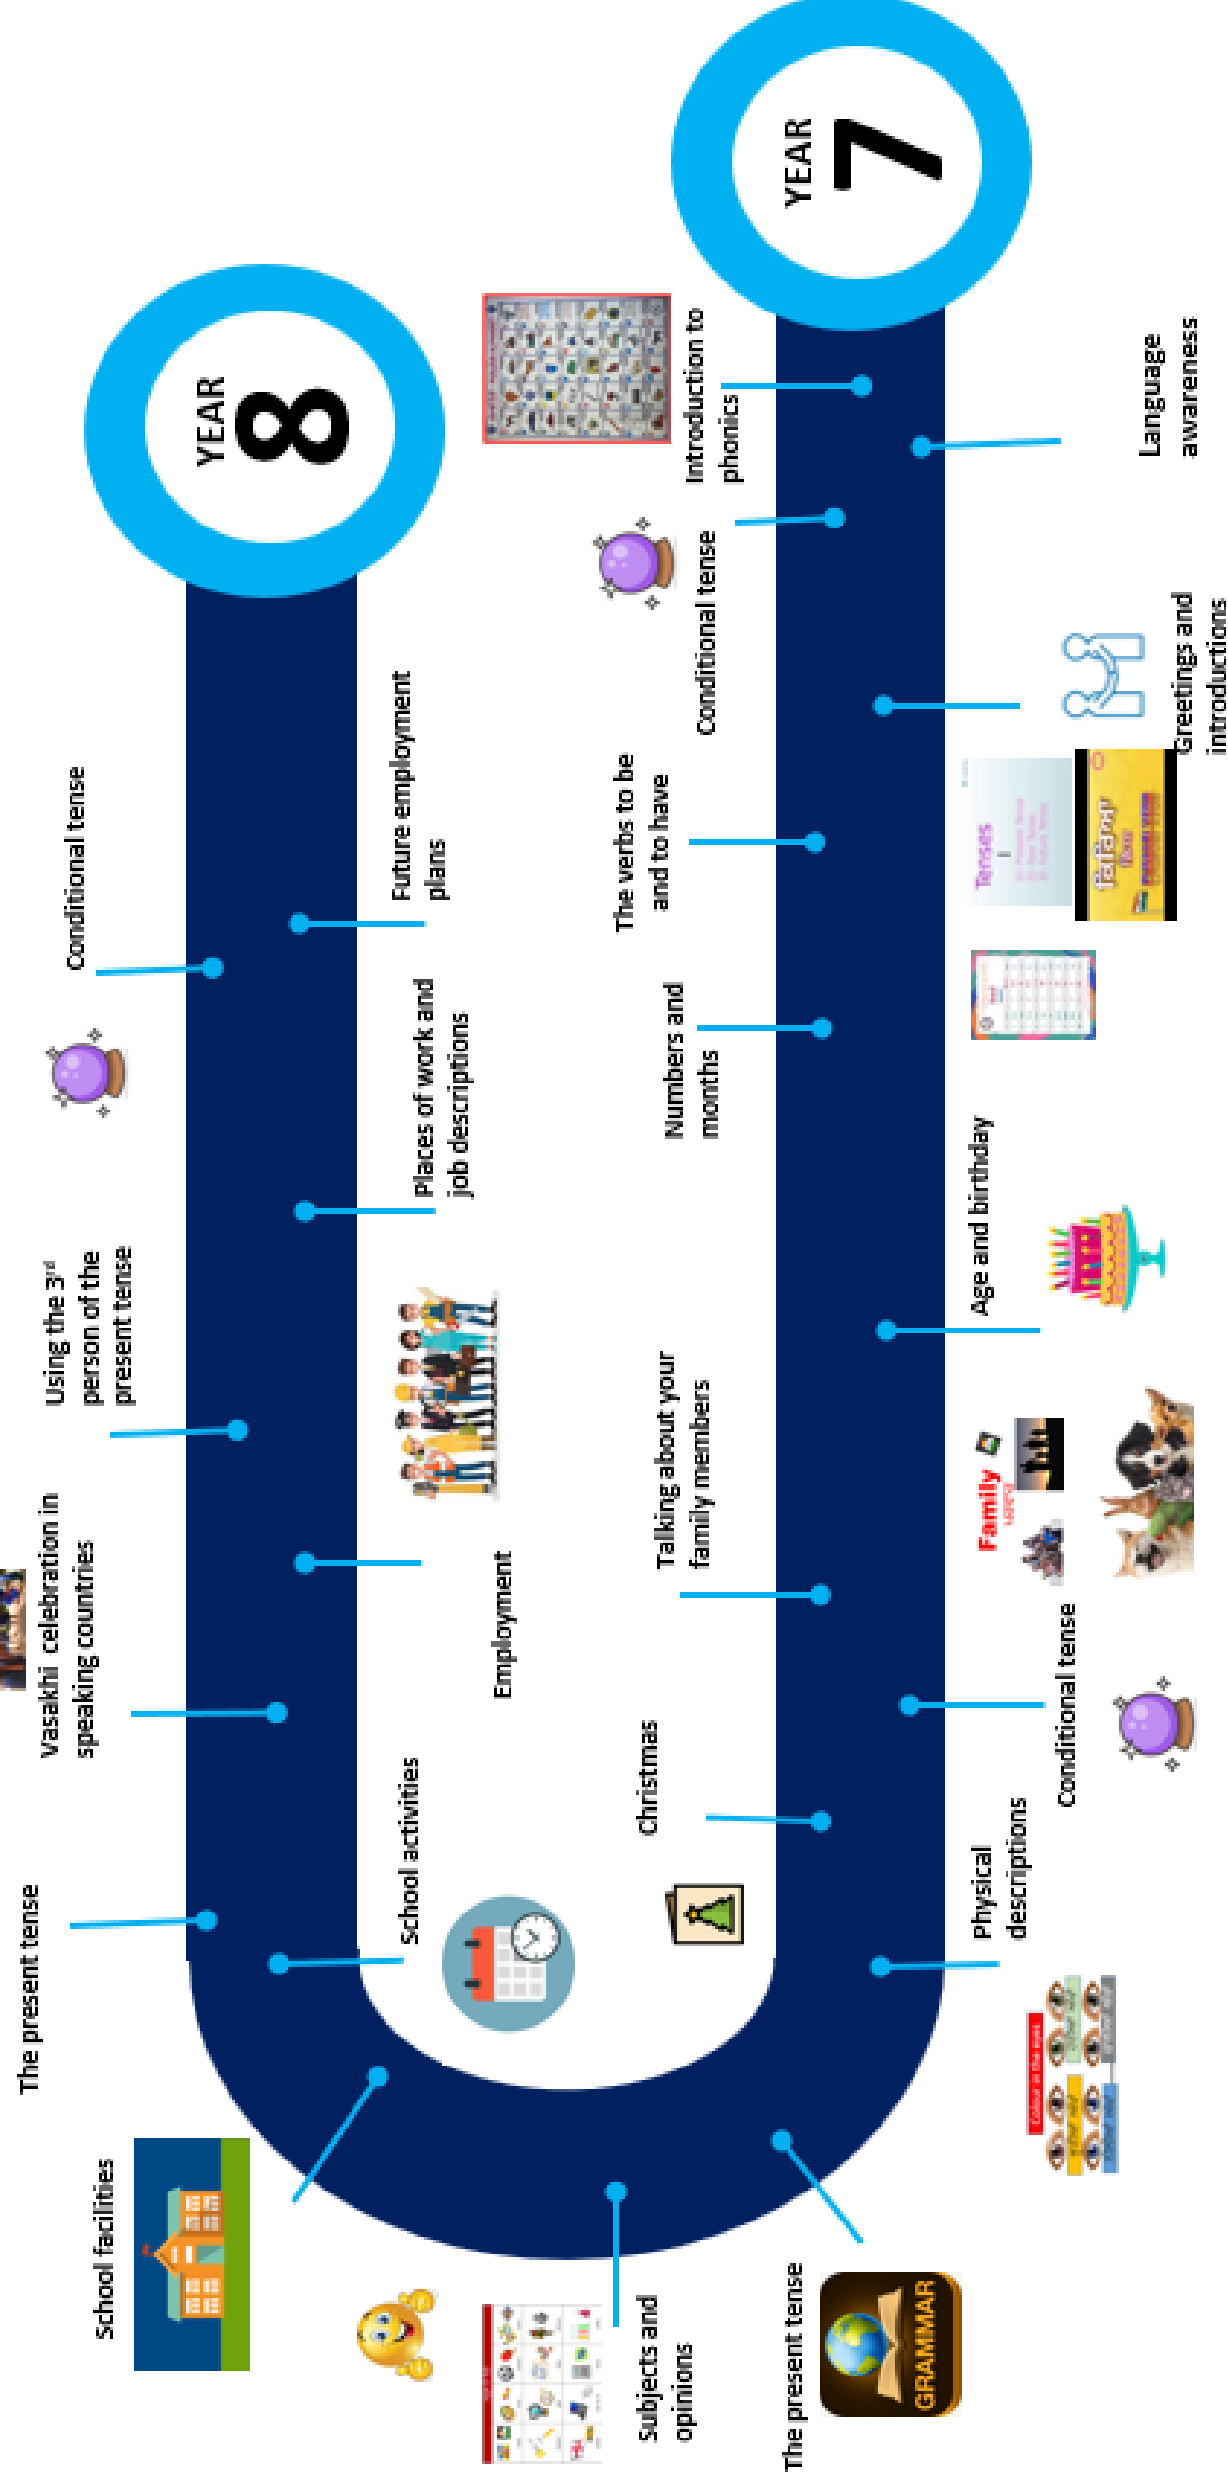 YEAR
7
Introduction to
phonics
Language
awareness
Conditional tense
Greetings and
introductions
The verbs to be
and to have
Tenses
Numbers and
months
Age and birthday
Talking about your
family members
Family
Conditional tense
Christmas
Physical
descriptions
Colour in the eyes
The present tense
GRAMMAR
Subjects and
opinions
School facilities
School activities
The present tense
Vasakhi celebration in
speaking countries
Employment
Using the 3rd
person of the
present tense
Places of work and
job descriptions
Conditional tense
Future employment
plans
YEAR
8